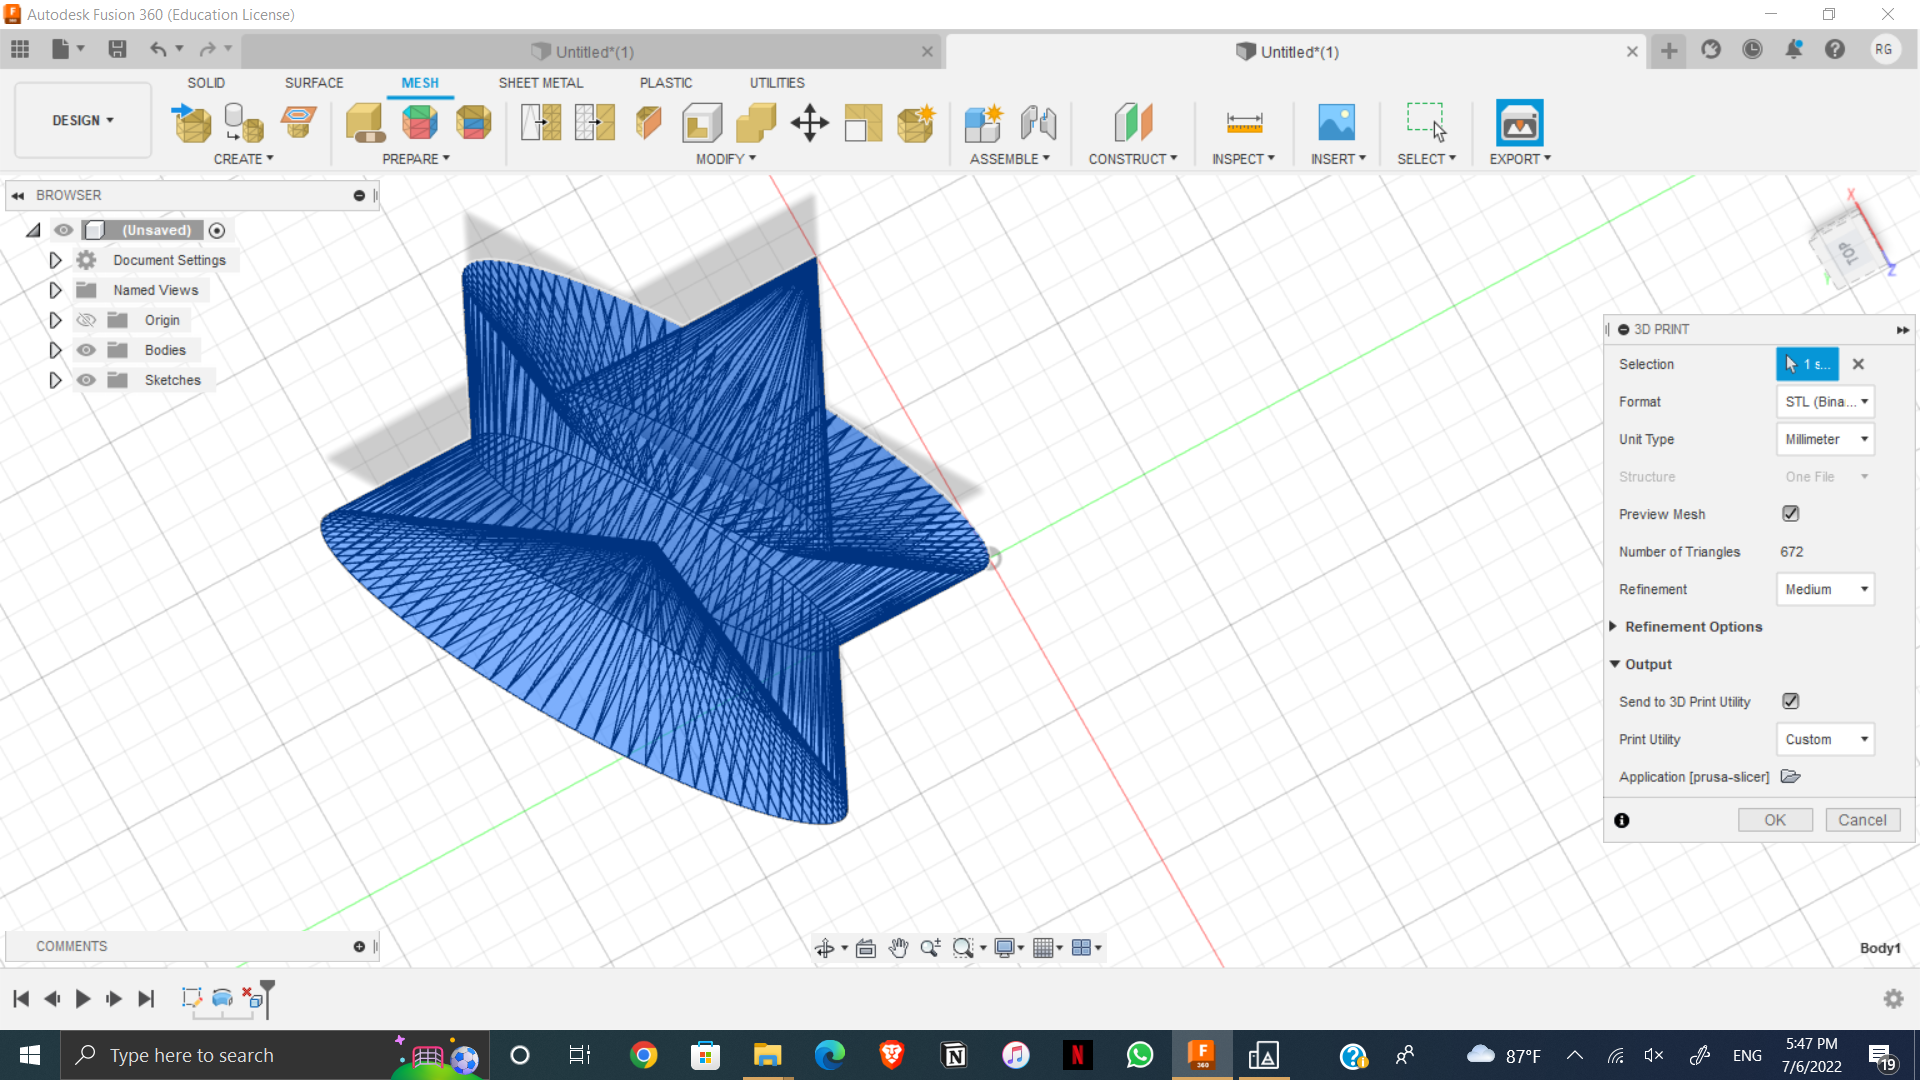 Autodesk Fusion 360 (Education License)
Untitled*(1)
Untitled*(1)
RG
SOLID
SURFACE
MESH
SHEET METAL
PLASTIC
UTILITIES
DESIGN
CREATE
PREPARE
MODIFY
ASSEMBLE
CONSTRUCT
INSPECT
INSERT
SELECT
EXPORT
BROWSER
(Unsaved)
Document Settings
Named Views
Origin
Bodies
Sketches
X
TOP
Z
Y
3D PRINT
Selection 1 s...
Format STL (Bina...
Unit Type Millimeter
Structure One File
Preview Mesh
Number of Triangles 672
Refinement Medium
Refinement Options
Output
Send to 3D Print Utility
Print Utility Custom
Application [prusa-slicer]
OK Cancel
COMMENTS
Body1
Type here to search
F
360
87°F
ENG
5:47 PM
7/6/2022
19